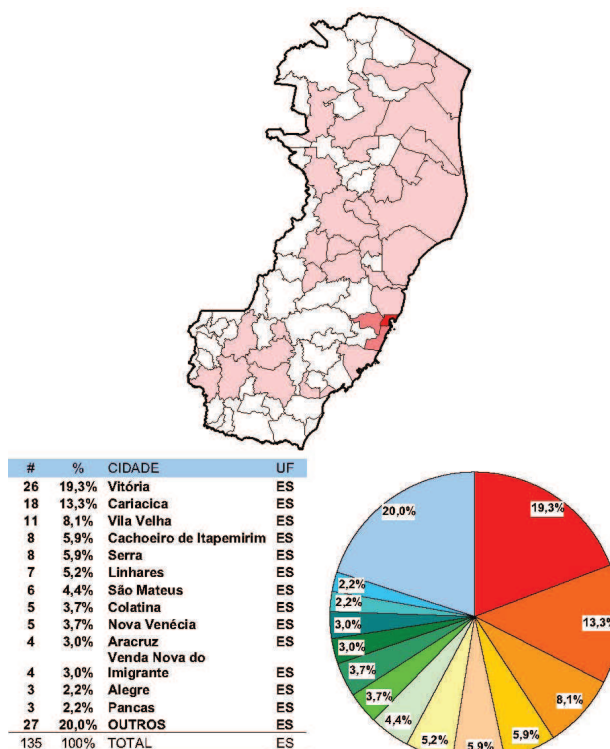 # % CIDADE UF
26 19,3% Vitória ES
18 13,3% Cariacica ES
11 8,1% Vila Velha ES
8 5,9% Cachoeiro de Itapemirim ES
8 5,9% Serra ES
7 5,2% Linhares ES
6 4,4% São Mateus ES
5 3,7% Colatina ES
5 3,7% Nova Venécia ES
4 3,0% Aracruz ES
Venda Nova do
4 3,0% Imigrante ES
3 2,2% Alegre ES
3 2,2% Pancas ES
27 20,0% OUTROS ES
135 100% TOTAL ES
20,0%
19,3%
2,2%
2,2%
3,0%
3,0%
3,7%
3,7%
4,4%
5,2%
5,9%
5,9%
8,1%
13,3%